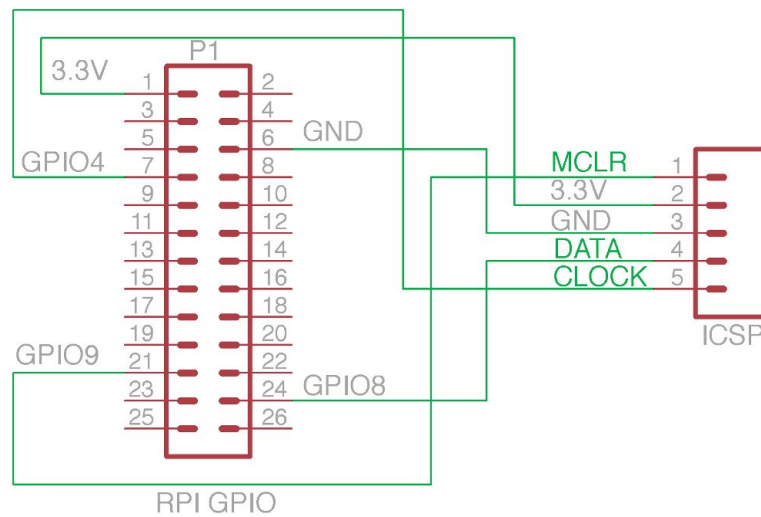 P1
3.3V
1 2
3 4
5 6 GND
GPIO4 7 8
9 10
11 12
13 14
15 16
17 18
19 20
GPIO9 21 22
23 24 GPIO8
25 26
RPI GPIO
MCLR 1
3.3V 2
GND 3
DATA 4
CLOCK 5
ICSP